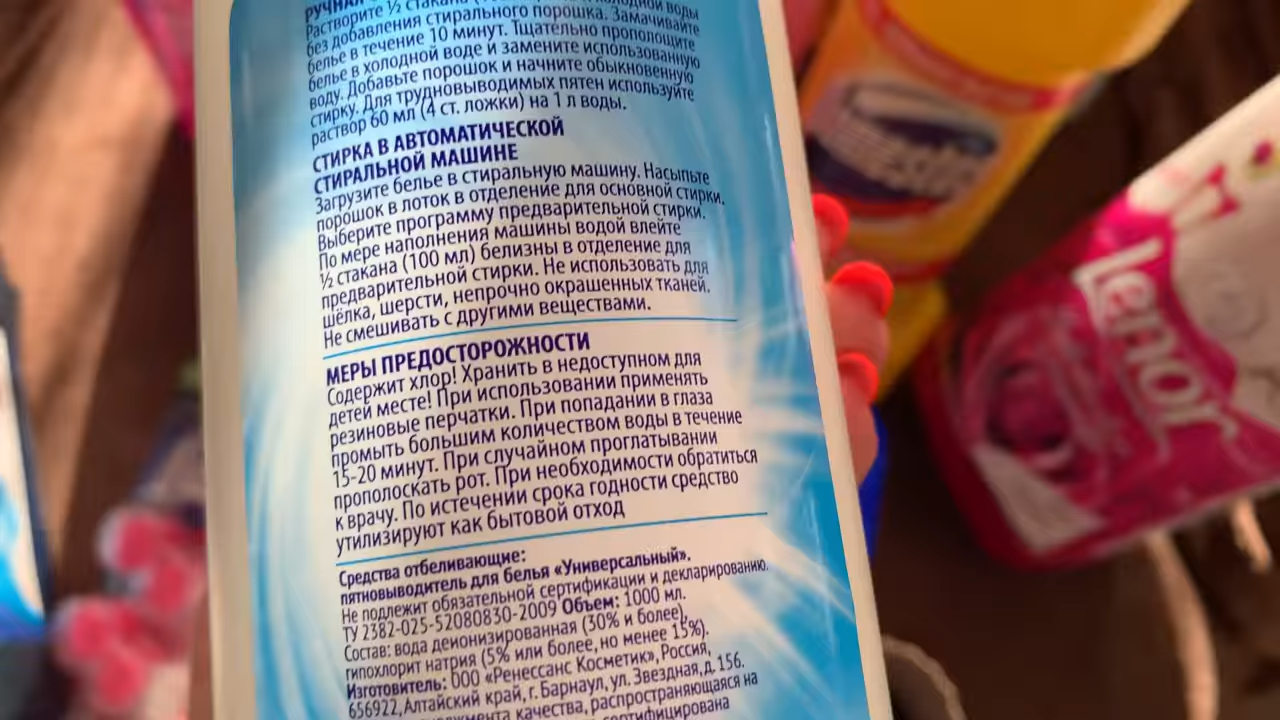 РУЧНАЯ
Растворите ½ стакана холодной воды
без добавления стирального порошка. Замачивайте
белье в течение 10 минут. Тщательно прополощите
белье в холодной воде и замените использованную
воду. Добавьте порошок и начните обыкновенную
стирку. Для трудновыводимых пятен используйте
раствор 60 мл (4 ст. ложки) на 1 л воды.
СТИРКА В АВТОМАТИЧЕСКОЙ
СТИРАЛЬНОЙ МАШИНЕ
Загрузите белье в стиральную машину. Насыпьте
порошок в лоток в отделение для основной стирки.
Выберите программу предварительной стирки.
По мере наполнения машины водой влейте
½ стакана (100 мл) белизны в отделение для
предварительной стирки. Не использовать для
шёлка, шерсти, непрочно окрашенных тканей.
Не смешивать с другими веществами.
МЕРЫ ПРЕДОСТОРОЖНОСТИ
Содержит хлор! Хранить в недоступном для
детей месте! При использовании применять
резиновые перчатки. При попадании в глаза
промыть большим количеством воды в течение
15-20 минут. При случайном проглатывании
прополоскать рот. При необходимости обратиться
к врачу. По истечении срока годности средство
утилизируют как бытовой отход
Средства отбеливающие:
пятновыводитель для белья «Универсальный».
Не подлежит обязательной сертификации и декларированию.
ТУ 2382-025-52080830-2009 Объем: 1000 мл.
Состав: вода деионизированная (30% и более),
гипохлорит натрия (5% или более, но менее 15%).
Изготовитель: ООО «Ренессанс Косметик», Россия,
656922, Алтайский край, г. Барнаул, ул. Звездная, д. 156.
качества, распространяющаяся на
сертифицирована
Lenor